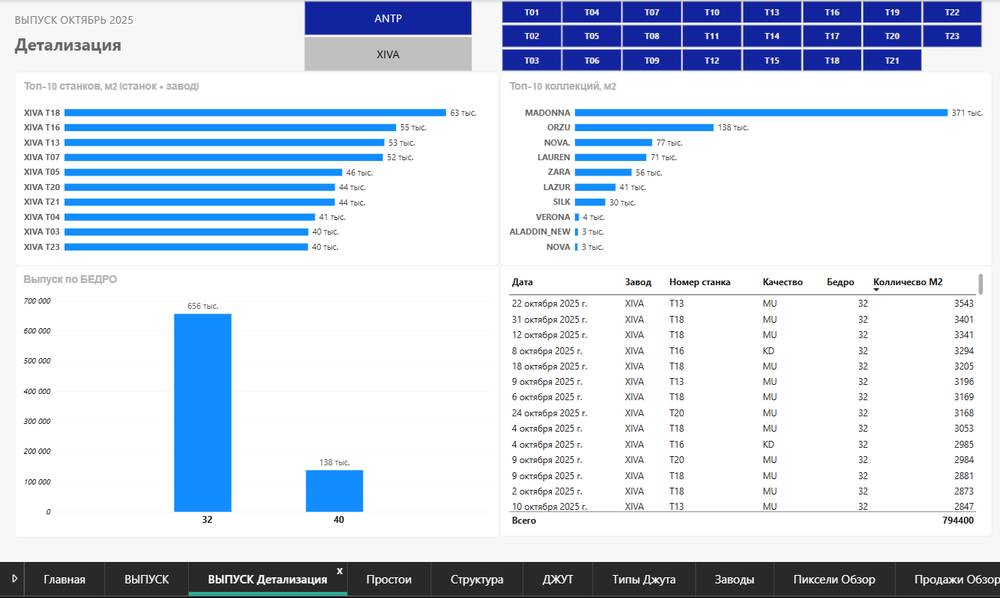 ВЫПУСК ОКТЯБРЬ 2025
Детализация
ANTP
XIVA
T01 T04 T07 T10 T13 T16 T19 T22
T02 T05 T08 T11 T14 T17 T20 T23
T03 T06 T09 T12 T15 T18 T21
Топ-10 станков, м2 (станок + завод)
XIVA T18 63 тыс.
XIVA T16 55 тыс.
XIVA T13 53 тыс.
XIVA T07 52 тыс.
XIVA T05 46 тыс.
XIVA T20 44 тыс.
XIVA T21 44 тыс.
XIVA T04 41 тыс.
XIVA T03 40 тыс.
XIVA T23 40 тыс.
Топ-10 коллекций, м2
MADONNA 371 тыс.
ORZU 138 тыс.
NOVA. 77 тыс.
LAUREN 71 тыс.
ZARA 56 тыс.
LAZUR 41 тыс.
SILK 30 тыс.
VERONA 4 тыс.
ALADDIN_NEW 3 тыс.
NOVA 3 тыс.
Выпуск по БЕДРО
700 000
600 000
500 000
400 000
300 000
200 000
100 000
0
656 тыс.
138 тыс.
32 40
Дата Завод Номер станка Качество Бедро Колличесво М2
22 октября 2025 г. XIVA T13 MU 32 3543
31 октября 2025 г. XIVA T18 MU 32 3401
12 октября 2025 г. XIVA T18 MU 32 3341
8 октября 2025 г. XIVA T16 KD 32 3294
18 октября 2025 г. XIVA T18 MU 32 3205
9 октября 2025 г. XIVA T13 MU 32 3196
6 октября 2025 г. XIVA T18 MU 32 3169
24 октября 2025 г. XIVA T20 MU 32 3168
4 октября 2025 г. XIVA T18 MU 32 3053
4 октября 2025 г. XIVA T16 KD 32 2985
9 октября 2025 г. XIVA T20 MU 32 2984
9 октября 2025 г. XIVA T18 MU 32 2881
2 октября 2025 г. XIVA T18 MU 32 2873
10 октября 2025 г. XIVA T13 MU 32 2847
Всего 794400
Главная ВЫПУСК ВЫПУСК Детализация x Простои Структура ДЖУТ Типы Джута Заводы Пиксели Обзор Продажи Обзор